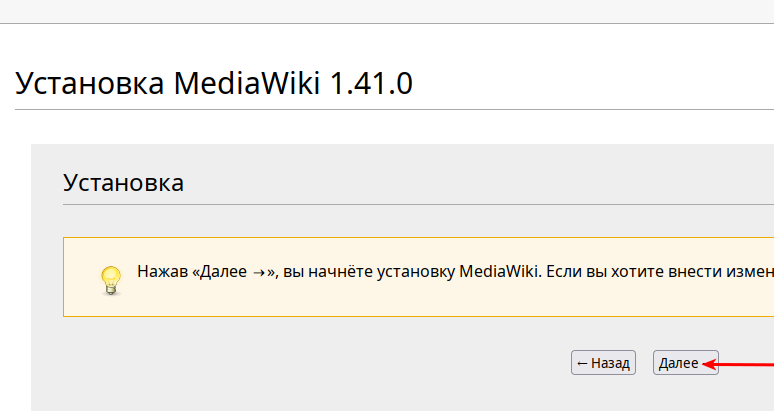 Установка MediaWiki 1.41.0
Установка
Нажав «Далее →», вы начнёте установку MediaWiki. Если вы хотите внести измен
← Назад
Далее